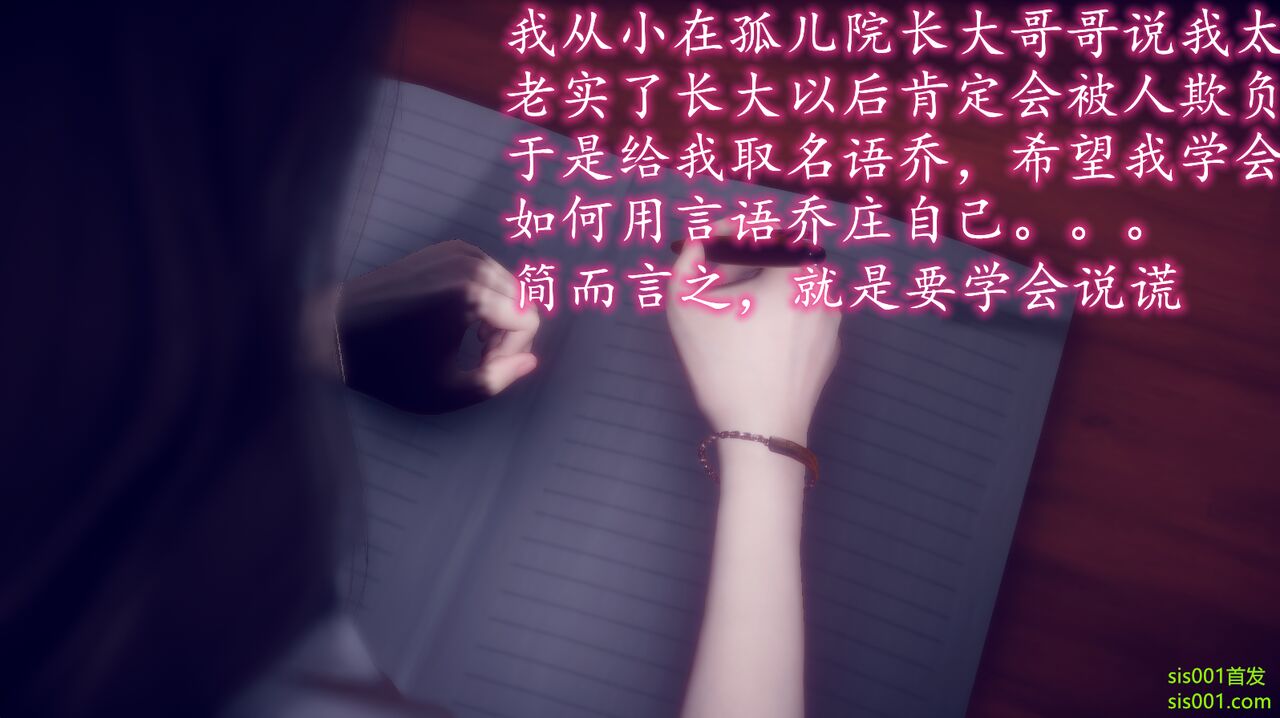 我从小在孤儿院长大哥哥说我太
老实了长大以后肯定会被人欺负
于是给我取名语乔，希望我学会
如何用言语乔庄自己。。。
简而言之，就是要学会说谎
sis001首发
sis001.com